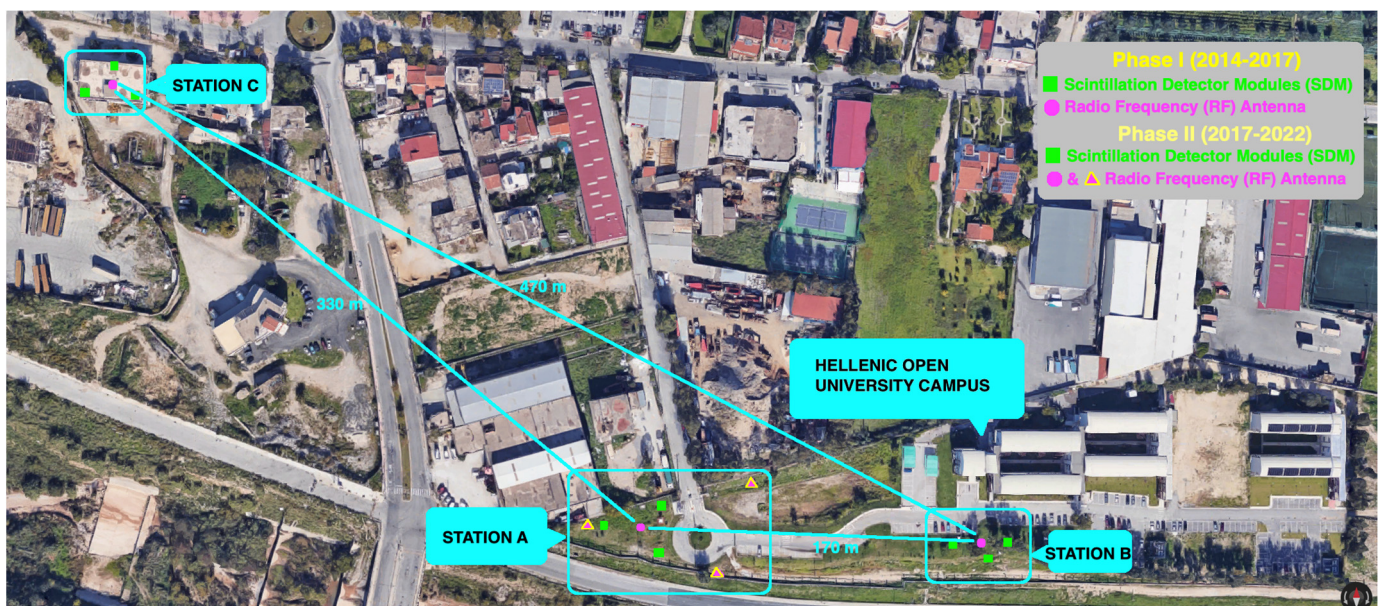 Phase I (2014-2017)
Scintillation Detector Modules (SDM)
Radio Frequency (RF) Antenna
Phase II (2017-2022)
Scintillation Detector Modules (SDM)
& Radio Frequency (RF) Antenna
STATION C
330 m
470 m
HELLENIC OPEN
UNIVERSITY CAMPUS
STATION A
170 m
STATION B